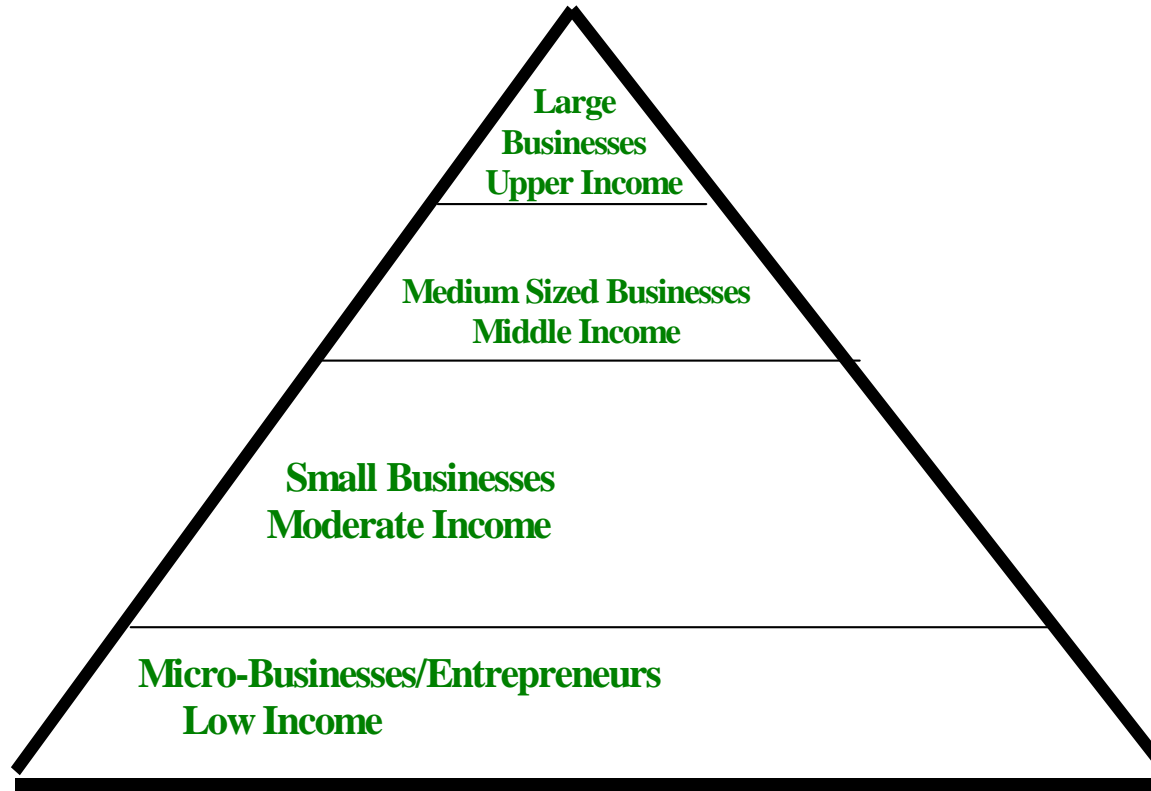 Large
Businesses
Upper Income
Medium Sized Businesses
Middle Income
Small Businesses
Moderate Income
Micro-Businesses/Entrepreneurs
Low Income